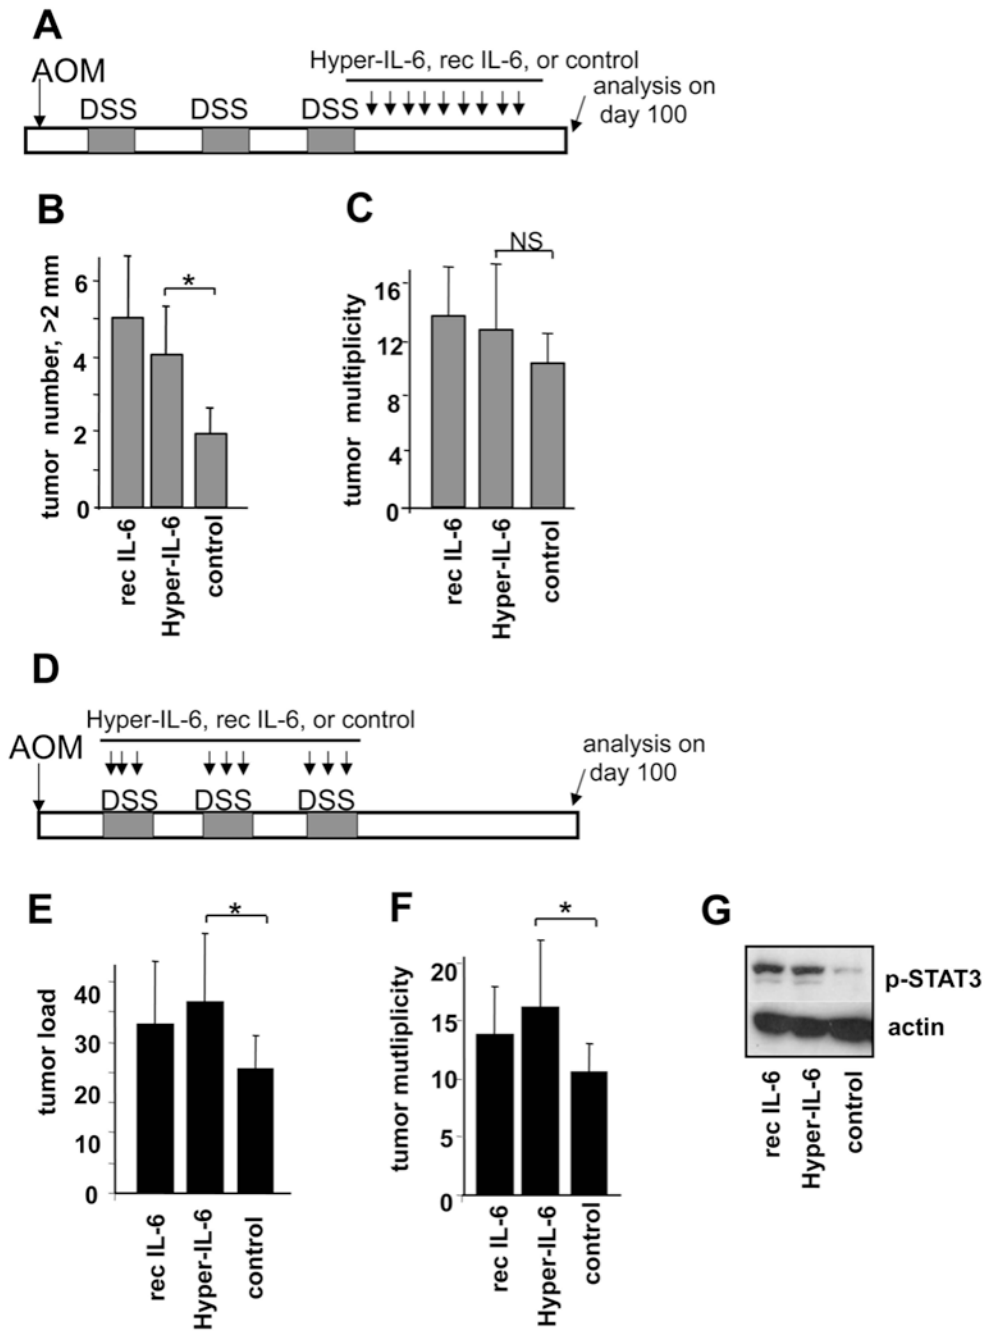 A
Hyper-IL-6, rec IL-6, or control
AOM
analysis on
day 100
DSS DSS DSS
B
tumor number, >2 mm
6
4
2
0
*
rec IL-6
Hyper-IL-6
control
C
tumor multiplicity
16
12
8
4
0
NS
rec IL-6
Hyper-IL-6
control
D
Hyper-IL-6, rec IL-6, or control
AOM
analysis on
day 100
DSS DSS DSS
E
tumor load
40
30
20
10
0
*
rec IL-6
Hyper-IL-6
control
F
tumor mutliplicity
20
15
10
5
0
*
rec IL-6
Hyper-IL-6
control
G
p-STAT3
actin
rec IL-6
Hyper-IL-6
control